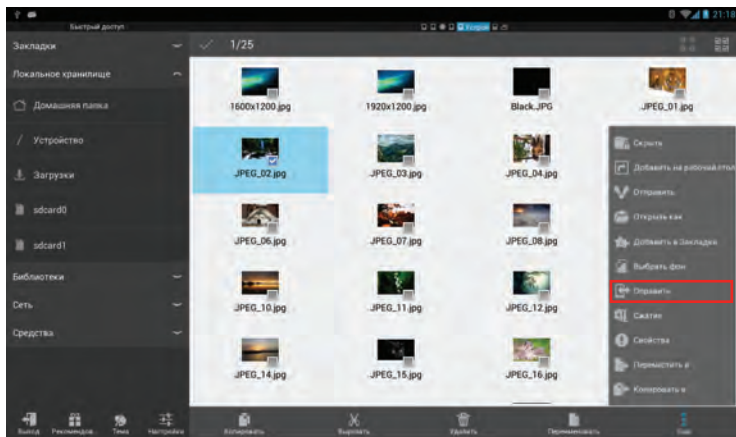 21:18
Быстрый доступ
Закладки
Локальное хранилище
Домашняя папка
Устройство
Загрузки
sdcard0
sdcard1
Библиотеки
Сеть
Средства
Выход
Рекомендов...
Тема
Настройки
1/25
1600x1200.jpg
1920x1200.jpg
Black.JPG
JPEG_01.jpg
JPEG_02.jpg
JPEG_03.jpg
JPEG_04.jpg
JPEG_06.jpg
JPEG_07.jpg
JPEG_08.jpg
JPEG_10.jpg
JPEG_11.jpg
JPEG_12.jpg
JPEG_14.jpg
JPEG_15.jpg
JPEG_16.jpg
Скрыть
Добавить на рабочий стол
Отправить
Открыть как
Добавить в Закладки
Выбрать фон
Оправить
Сжатие
Свойства
Переместить в
Копировать в
Копировать
Вырезать
Удалить
Переименовать
Еще